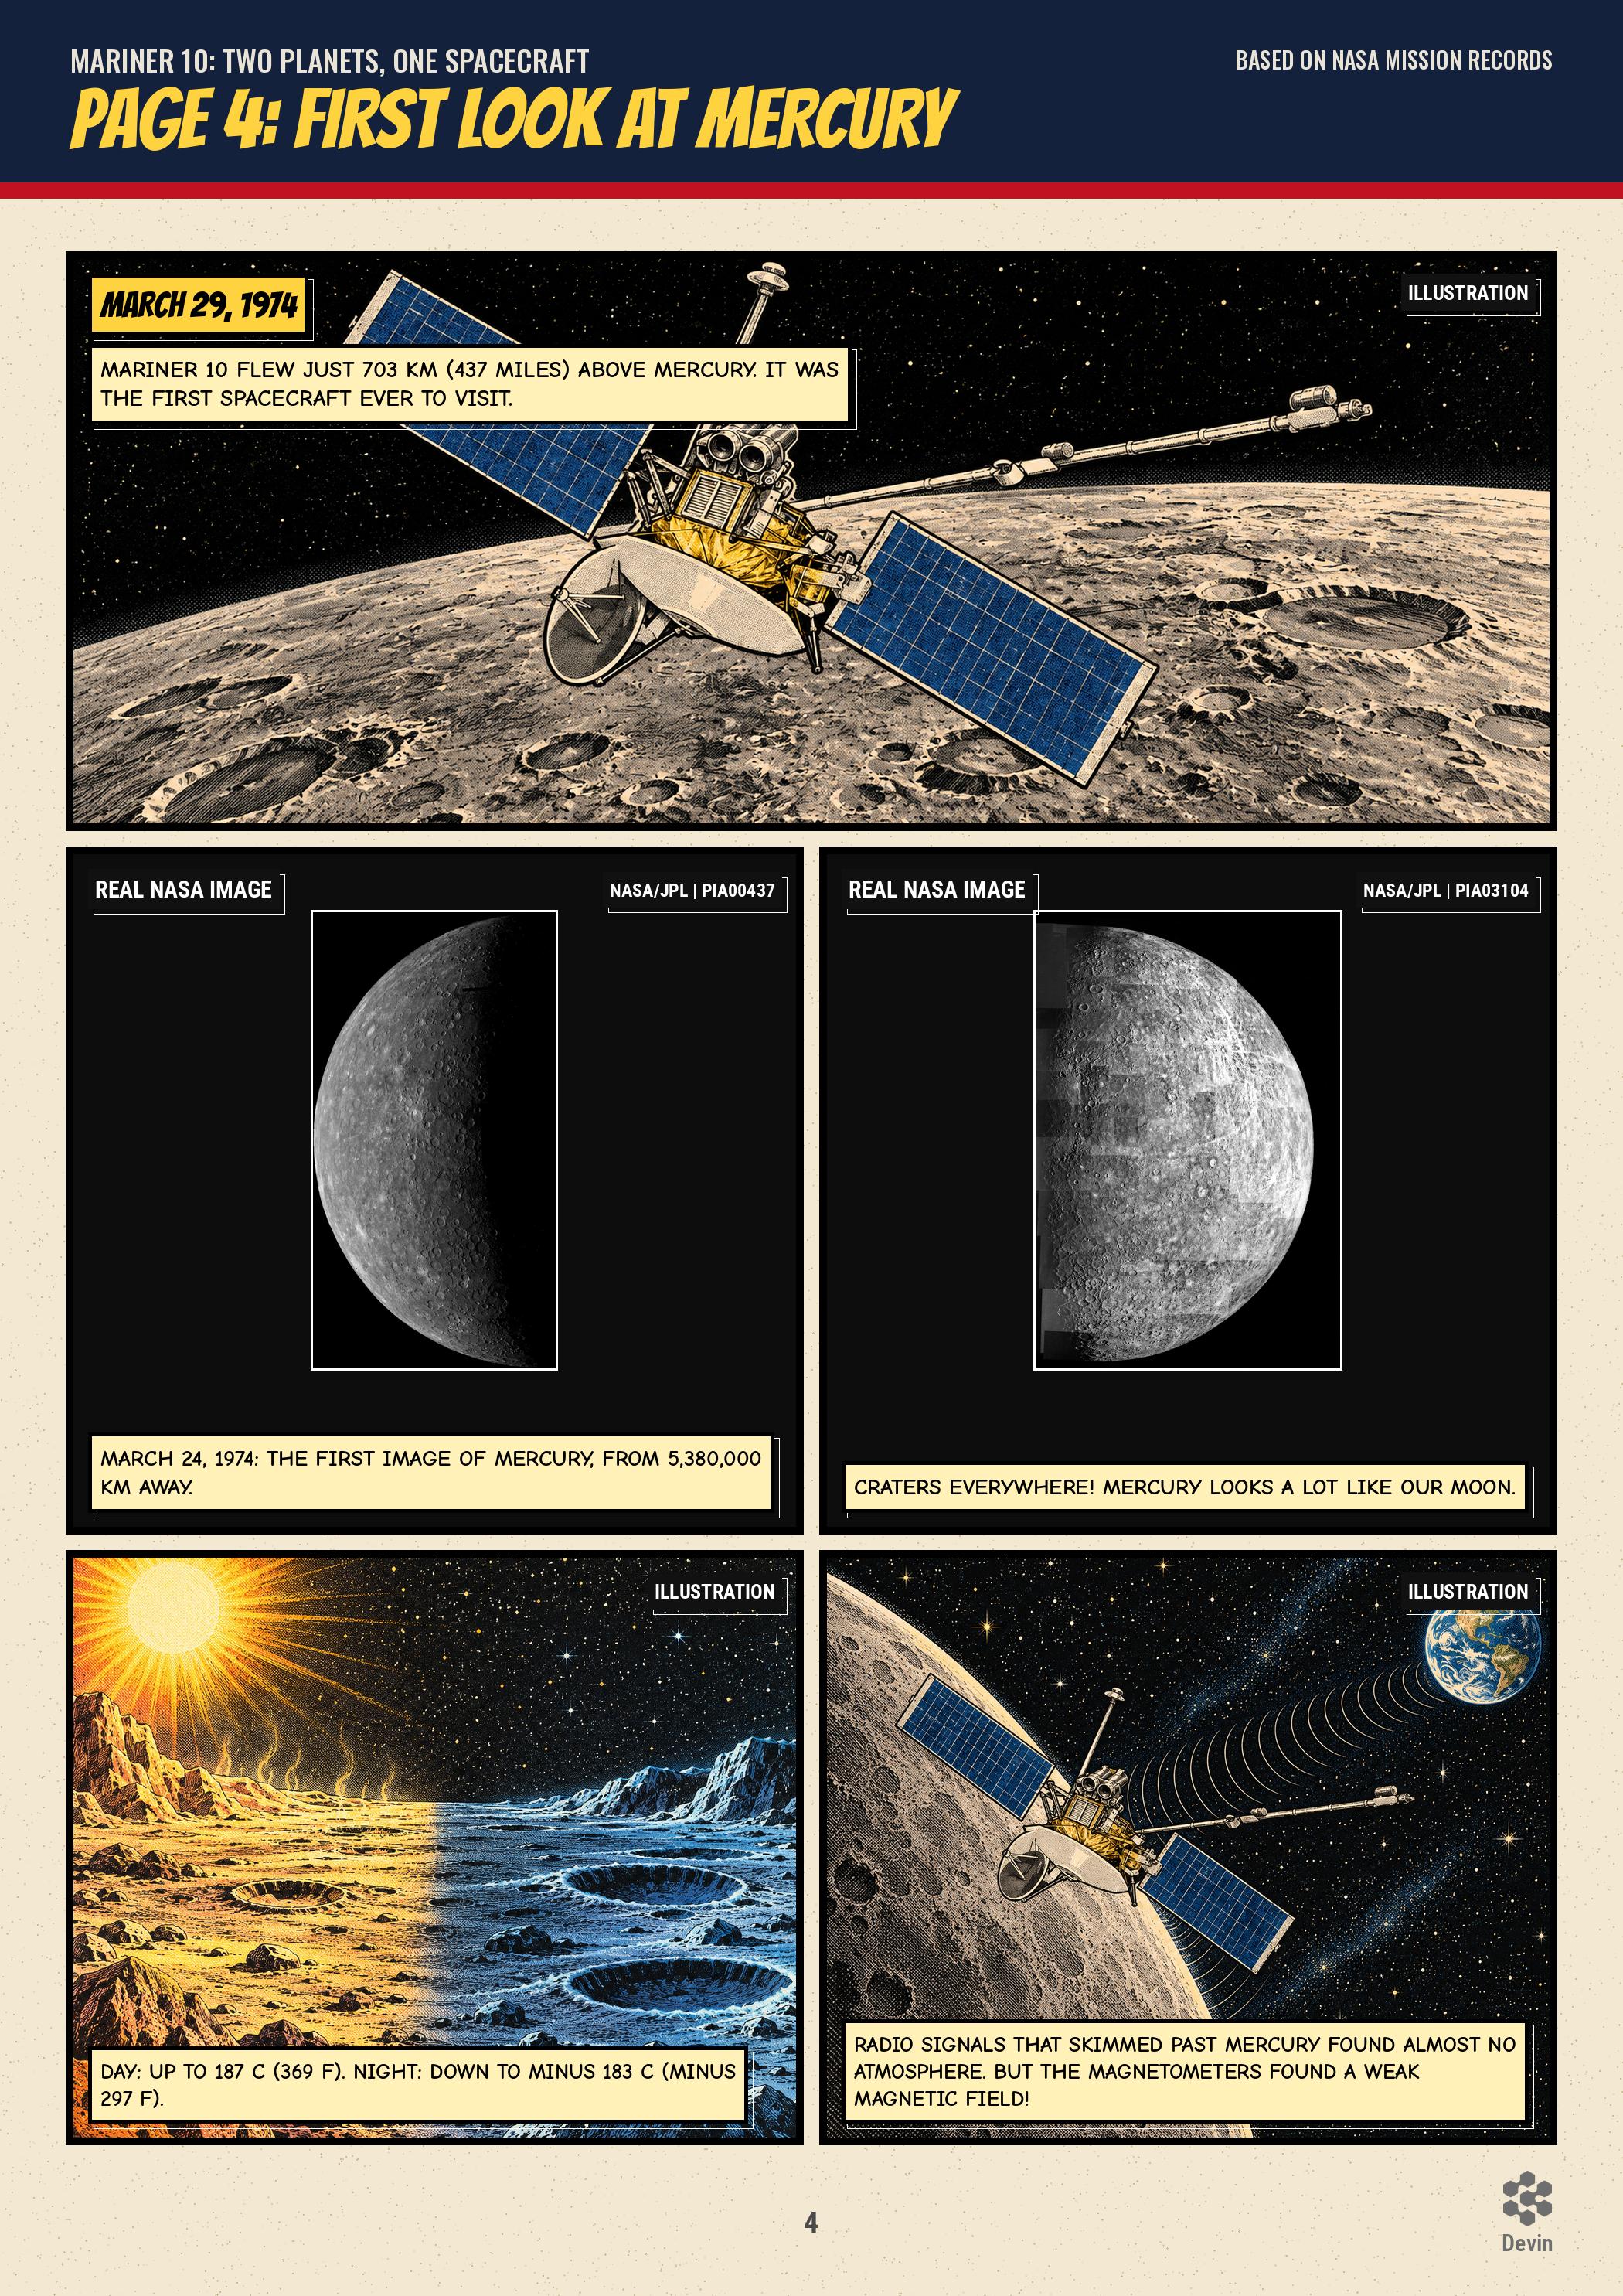 MARINER 10: TWO PLANETS, ONE SPACECRAFT
BASED ON NASA MISSION RECORDS
PAGE 4: FIRST LOOK AT MERCURY
MARCH 29, 1974
ILLUSTRATION
MARINER 10 FLEW JUST 703 KM (437 MILES) ABOVE MERCURY. IT WAS
THE FIRST SPACECRAFT EVER TO VISIT.
REAL NASA IMAGE
NASA/JPL | PIA00437
MARCH 24, 1974: THE FIRST IMAGE OF MERCURY, FROM 5,380,000
KM AWAY.
REAL NASA IMAGE
NASA/JPL | PIA03104
CRATERS EVERYWHERE! MERCURY LOOKS A LOT LIKE OUR MOON.
ILLUSTRATION
DAY: UP TO 187 C (369 F). NIGHT: DOWN TO MINUS 183 C (MINUS
297 F).
ILLUSTRATION
RADIO SIGNALS THAT SKIMMED PAST MERCURY FOUND ALMOST NO
ATMOSPHERE. BUT THE MAGNETOMETERS FOUND A WEAK
MAGNETIC FIELD!
4
Devin